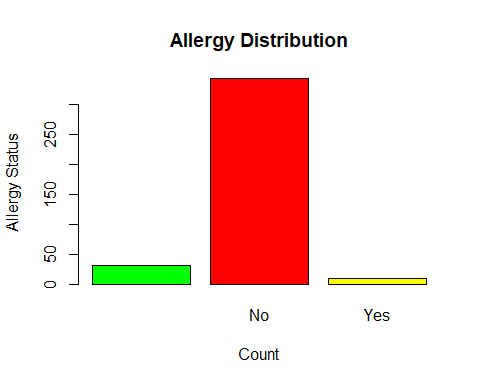 Allergy Distribution
Allergy Status
250
150
50
0
No Yes
Count